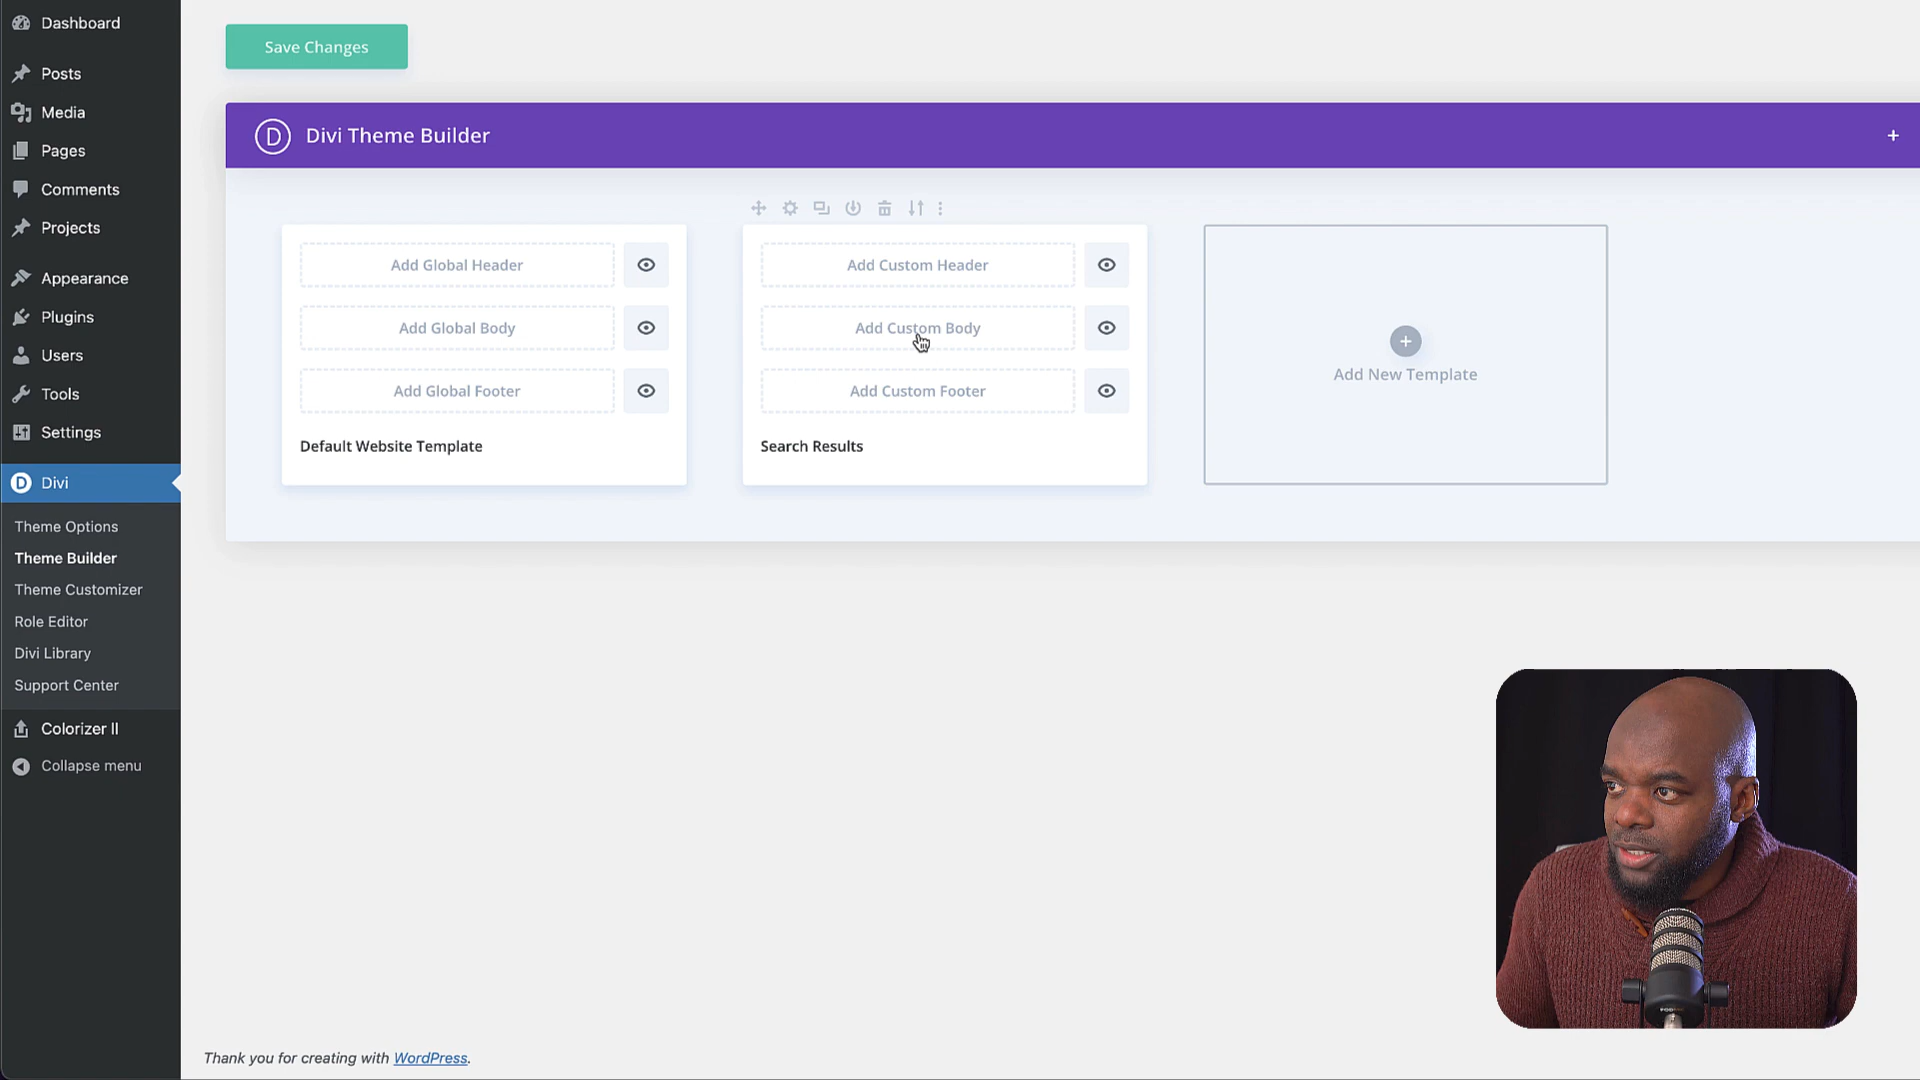 Dashboard
Posts
Media
Pages
Comments
Projects
Appearance
Plugins
Users
Tools
Settings
Divi
Theme Options
Theme Builder
Theme Customizer
Role Editor
Divi Library
Support Center
Colorizer II
Collapse menu
Save Changes
D Divi Theme Builder
Add Global Header
Add Global Body
Add Global Footer
Default Website Template
Add Custom Header
Add Custom Body
Add Custom Footer
Search Results
Add New Template
Thank you for creating with WordPress.